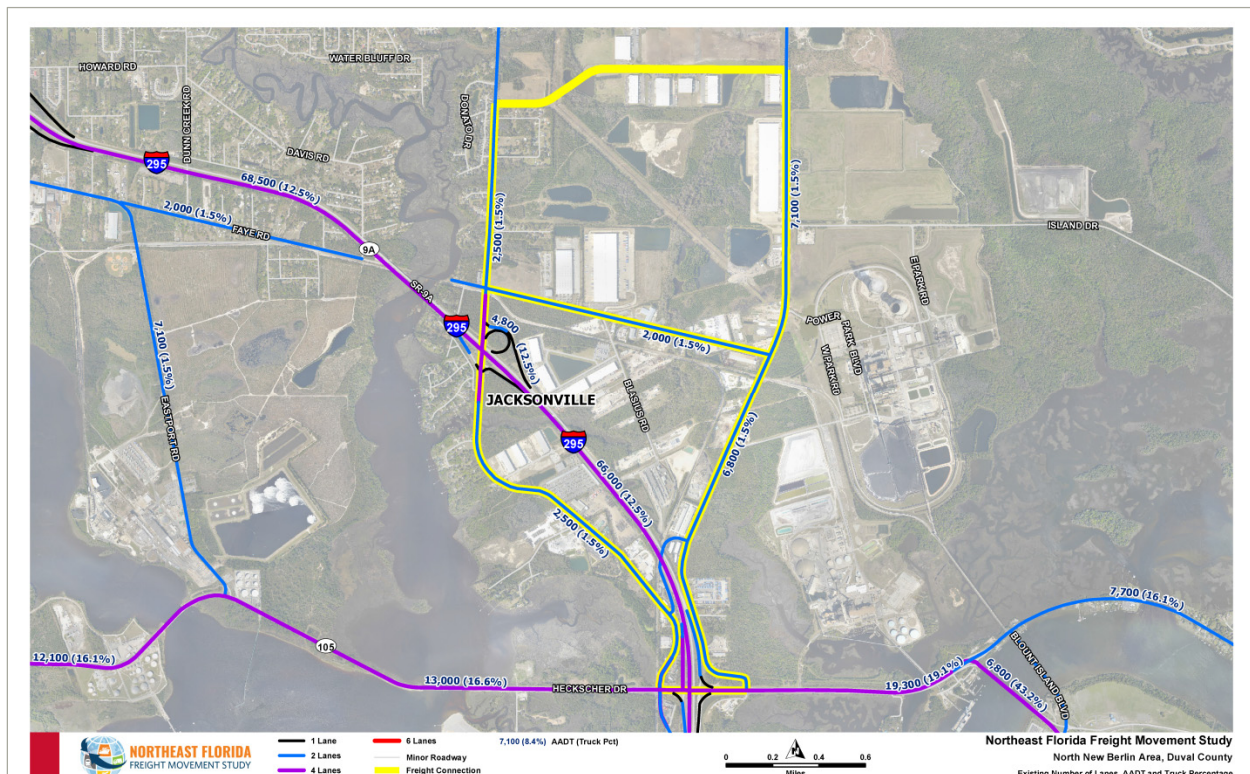 WATER BLUFF DR
HOWARD RD
DUNN CREEK RD
DONATO DR
DAVIS RD
295
68,500 (12.5%)
2,000 (1.5%)
FAYE RD
9A
SR-9A
2,500 (1.5%)
7,100 (1.5%)
ISLAND DR
E PARK RD
295
4,800 (12.5%)
2,000 (1.5%)
POWER PARK BLVD
W PARK RD
7,100 (1.5%)
EASTPORT RD
JACKSONVILLE
BLASIUS RD
295
6,800 (1.5%)
66,000 (12.5%)
2,500 (1.5%)
7,700 (16.1%)
BLOUNT ISLAND BLVD
105
12,100 (16.1%)
13,000 (16.6%)
HECKSCHER DR
19,300 (19.1%)
6,800 (43.2%)
NORTHEAST FLORIDA
FREIGHT MOVEMENT STUDY
1 Lane
2 Lanes
4 Lanes
6 Lanes
Minor Roadway
Freight Connection
7,100 (8.4%) AADT (Truck Pct)
0 0.2 0.4 0.6
Miles
Northeast Florida Freight Movement Study
North New Berlin Area, Duval County
Existing Number of Lanes, AADT and Truck Percentage